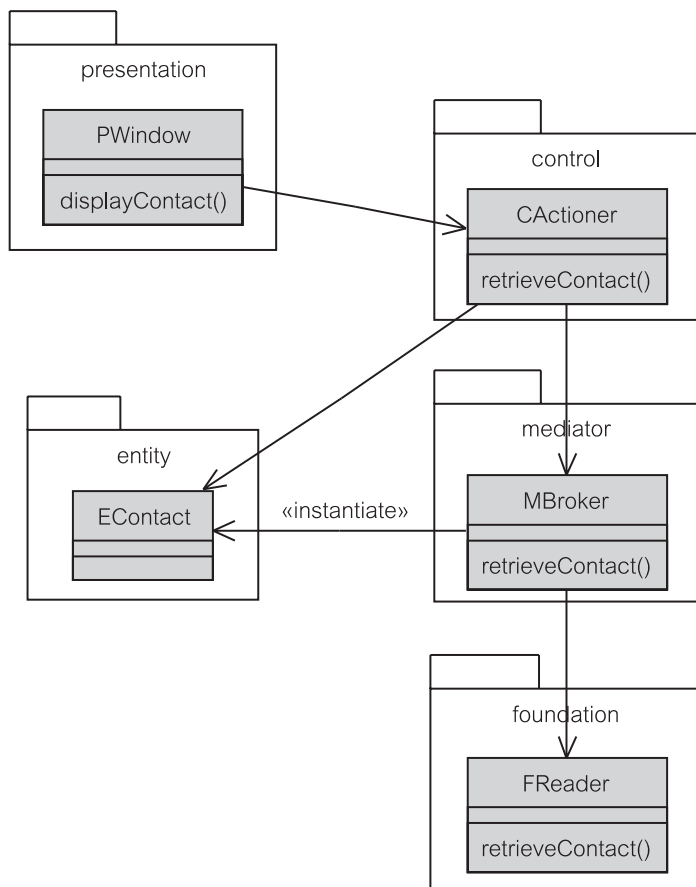 presentation
PWindow
displayContact()
control
CActioner
retrieveContact()
entity
EContact
«instantiate»
mediator
MBroker
retrieveContact()
foundation
FReader
retrieveContact()